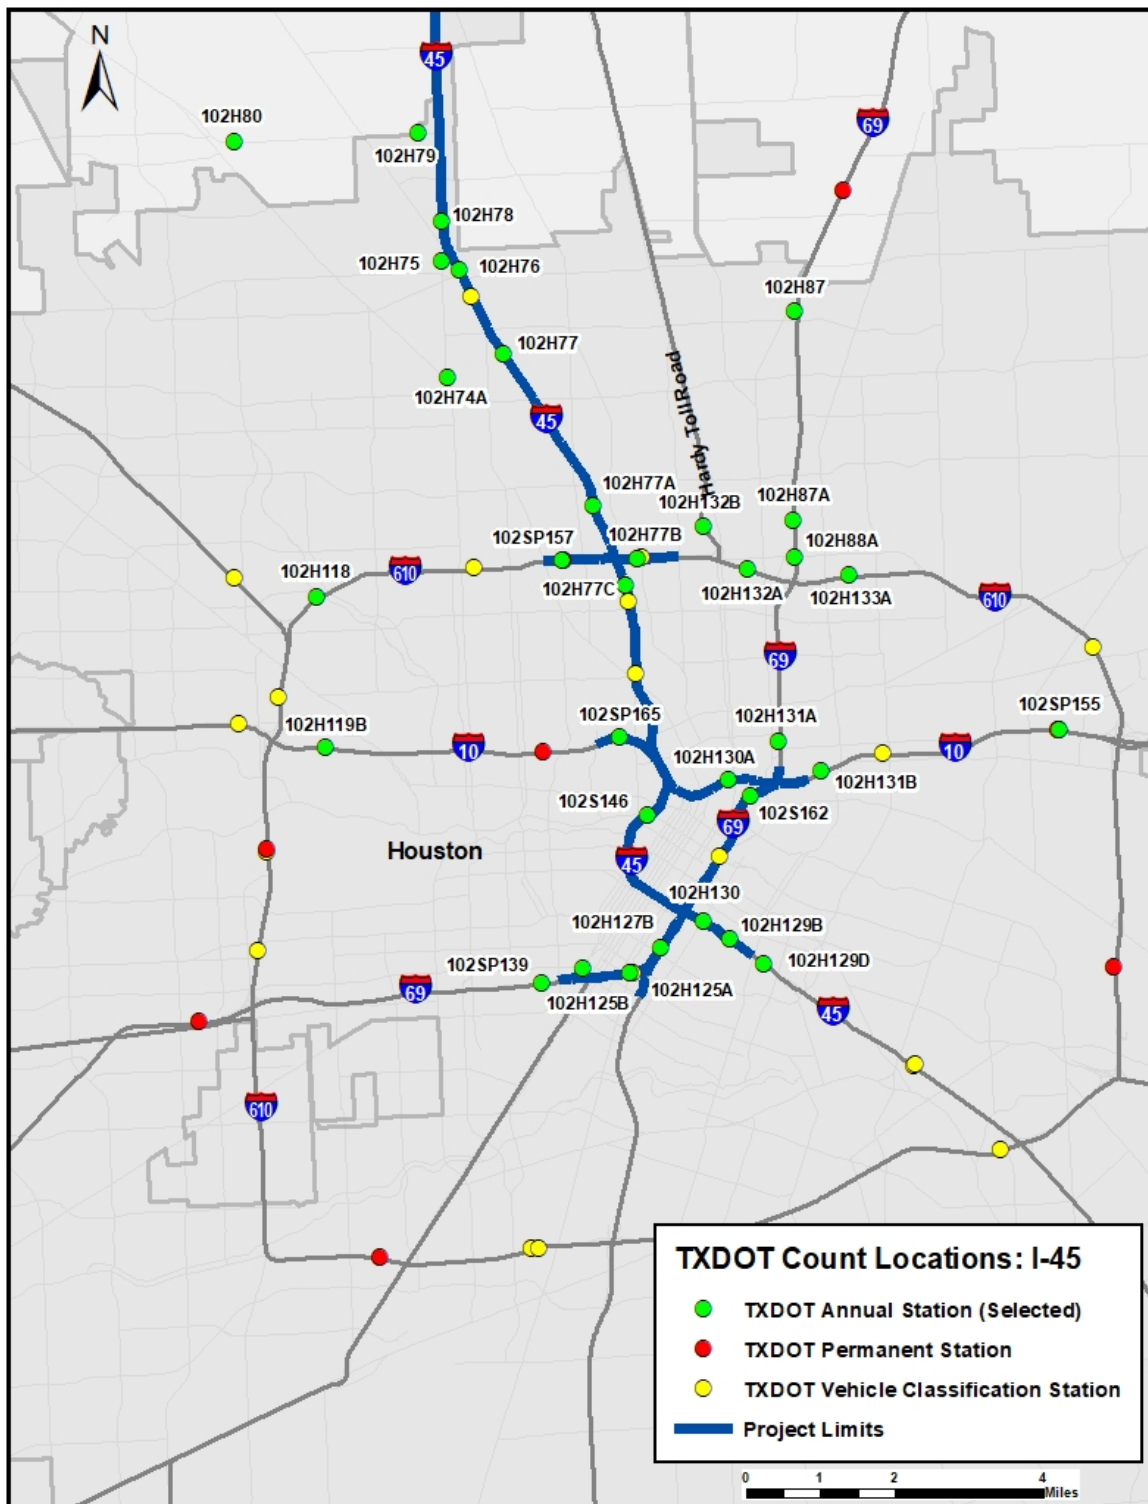 N
45
102H80
69
102H79
102H78
102H75
102H76
102H87
102H77
102H74A
45
Hardy TollRoad
102H77A
102H87A
102H132B
102SP157
102H77B
102H88A
102H118
610
102H77C
102H132A
102H133A
610
69
102SP165
102H131A
102SP155
102H119B
10
10
102H130A
102H131B
102S146
102S162
69
Houston
45
102H130
102H127B
102H129B
102SP139
102H129D
69
102H125B
102H125A
45
610
TXDOT Count Locations: I-45
TXDOT Annual Station (Selected)
TXDOT Permanent Station
TXDOT Vehicle Classification Station
Project Limits
0 1 2 4
Miles